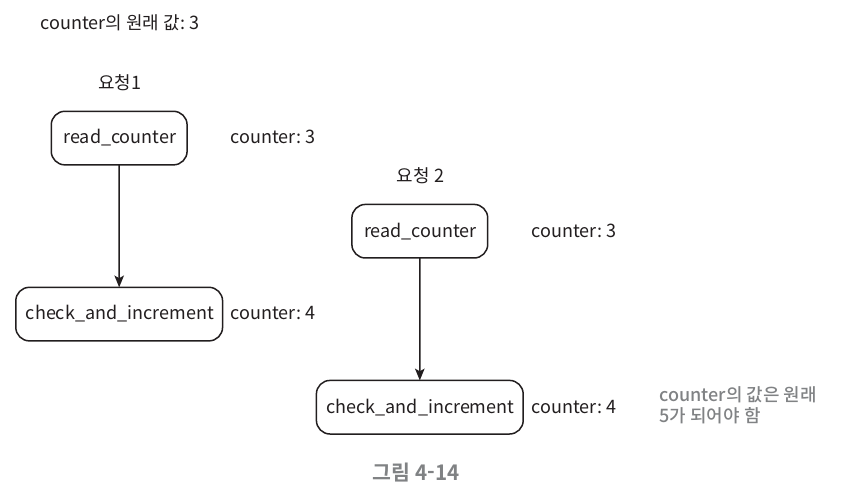 counter의 원래 값: 3
요청1
read_counter
counter: 3
요청 2
read_counter
counter: 3
check_and_increment
counter: 4
check_and_increment
counter: 4
counter의 값은 원래
5가 되어야 함
그림 4-14